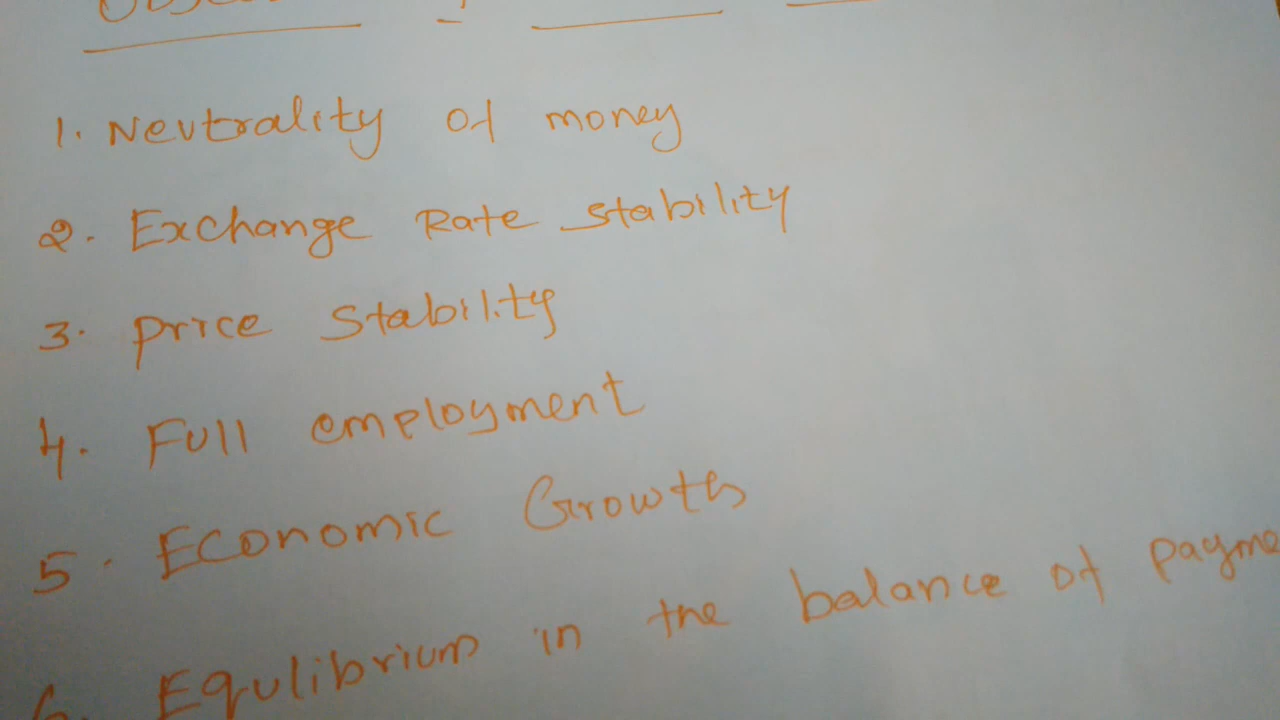 1. Neutrality of money
2. Exchange Rate stability
3. Price Stability
4. Full employment
5. Economic Growth
6. Equlibrium in the balance of